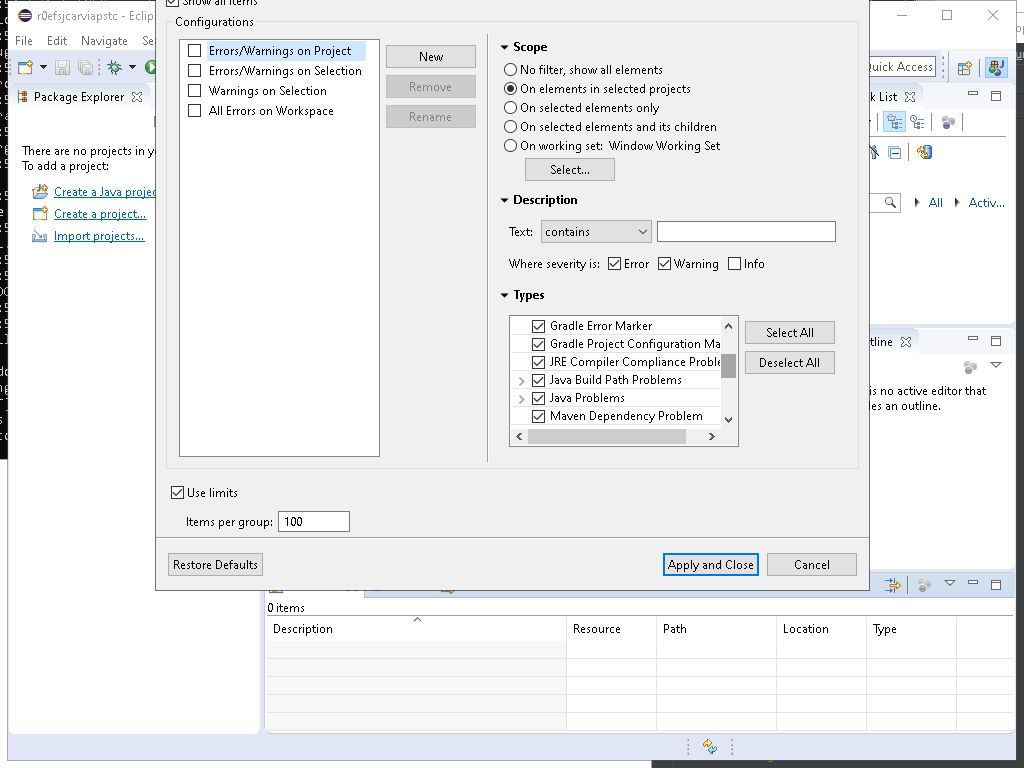 Show all items
r0efsjcarviapstc - Eclip
File Edit Navigate Se
Configurations
Errors/Warnings on Project
Errors/Warnings on Selection
Warnings on Selection
All Errors on Workspace
New
Remove
Rename
Scope
No filter, show all elements
On elements in selected projects
On selected elements only
On selected elements and its children
On working set: Window Working Set
Select...
Description
Text: contains
Where severity is: Error Warning Info
Types
Gradle Error Marker
Gradle Project Configuration Ma
JRE Compiler Compliance Proble
Java Build Path Problems
Java Problems
Maven Dependency Problem
Select All
Deselect All
Use limits
Items per group: 100
Restore Defaults
Apply and Close
Cancel
Package Explorer
There are no projects in y
To add a project:
Create a Java projec
Create a project...
Import projects...
Quick Access
k List
All Activ...
tline
is no active editor that
les an outline.
0 items
Description Resource Path Location Type